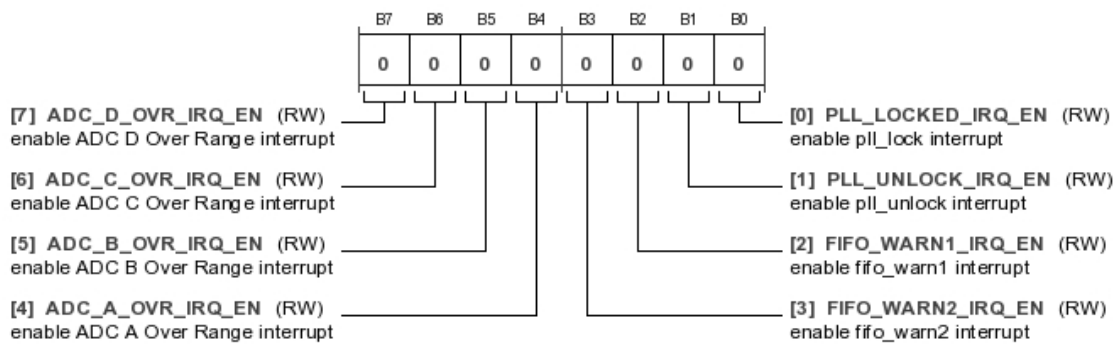 B7 B6 B5 B4 B3 B2 B1 B0
0 0 0 0 0 0 0 0
[7] ADC_D_OVR_IRQ_EN (RW)
enable ADC D Over Range interrupt
[6] ADC_C_OVR_IRQ_EN (RW)
enable ADC C Over Range interrupt
[5] ADC_B_OVR_IRQ_EN (RW)
enable ADC B Over Range interrupt
[4] ADC_A_OVR_IRQ_EN (RW)
enable ADC A Over Range interrupt
[0] PLL_LOCKED_IRQ_EN (RW)
enable pll_lock interrupt
[1] PLL_UNLOCK_IRQ_EN (RW)
enable pll_unlock interrupt
[2] FIFO_WARN1_IRQ_EN (RW)
enable fifo_warn1 interrupt
[3] FIFO_WARN2_IRQ_EN (RW)
enable fifo_warn2 interrupt